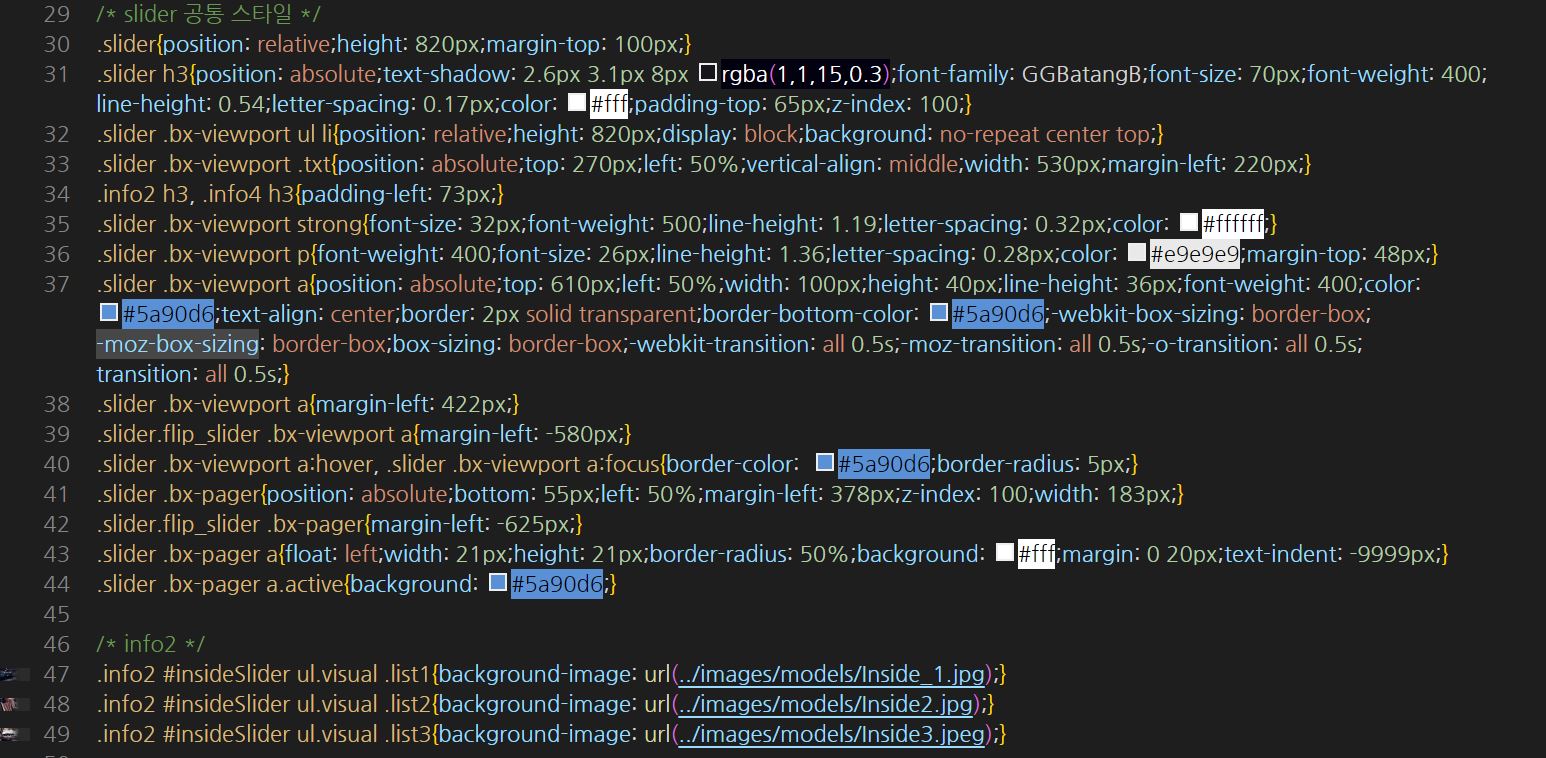 29 /* slider 공통 스타일 */
30 .slider{position: relative;height: 820px;margin-top: 100px;}
31 .slider h3{position: absolute;text-shadow: 2.6px 3.1px 8px rgba(1,1,15,0.3);font-family: GGBatangB;font-size: 70px;font-weight: 400;
line-height: 0.54;letter-spacing: 0.17px;color: #fff;padding-top: 65px;z-index: 100;}
32 .slider .bx-viewport ul li{position: relative;height: 820px;display: block;background: no-repeat center top;}
33 .slider .bx-viewport .txt{position: absolute;top: 270px;left: 50%;vertical-align: middle;width: 530px;margin-left: 220px;}
34 .info2 h3, .info4 h3{padding-left: 73px;}
35 .slider .bx-viewport strong{font-size: 32px;font-weight: 500;line-height: 1.19;letter-spacing: 0.32px;color: #ffffff;}
36 .slider .bx-viewport p{font-weight: 400;font-size: 26px;line-height: 1.36;letter-spacing: 0.28px;color: #e9e9e9;margin-top: 48px;}
37 .slider .bx-viewport a{position: absolute;top: 610px;left: 50%;width: 100px;height: 40px;line-height: 36px;font-weight: 400;color:
#5a90d6;text-align: center;border: 2px solid transparent;border-bottom-color: #5a90d6;-webkit-box-sizing: border-box;
-moz-box-sizing: border-box;box-sizing: border-box;-webkit-transition: all 0.5s;-moz-transition: all 0.5s;-o-transition: all 0.5s;
transition: all 0.5s;}
38 .slider .bx-viewport a{margin-left: 422px;}
39 .slider.flip_slider .bx-viewport a{margin-left: -580px;}
40 .slider .bx-viewport a:hover, .slider .bx-viewport a:focus{border-color: #5a90d6;border-radius: 5px;}
41 .slider .bx-pager{position: absolute;bottom: 55px;left: 50%;margin-left: 378px;z-index: 100;width: 183px;}
42 .slider.flip_slider .bx-pager{margin-left: -625px;}
43 .slider .bx-pager a{float: left;width: 21px;height: 21px;border-radius: 50%;background: #fff;margin: 0 20px;text-indent: -9999px;}
44 .slider .bx-pager a.active{background: #5a90d6;}
45
46 /* info2 */
47 .info2 #insideSlider ul.visual .list1{background-image: url(../images/models/Inside_1.jpg);}
48 .info2 #insideSlider ul.visual .list2{background-image: url(../images/models/Inside2.jpg);}
49 .info2 #insideSlider ul.visual .list3{background-image: url(../images/models/Inside3.jpeg);}